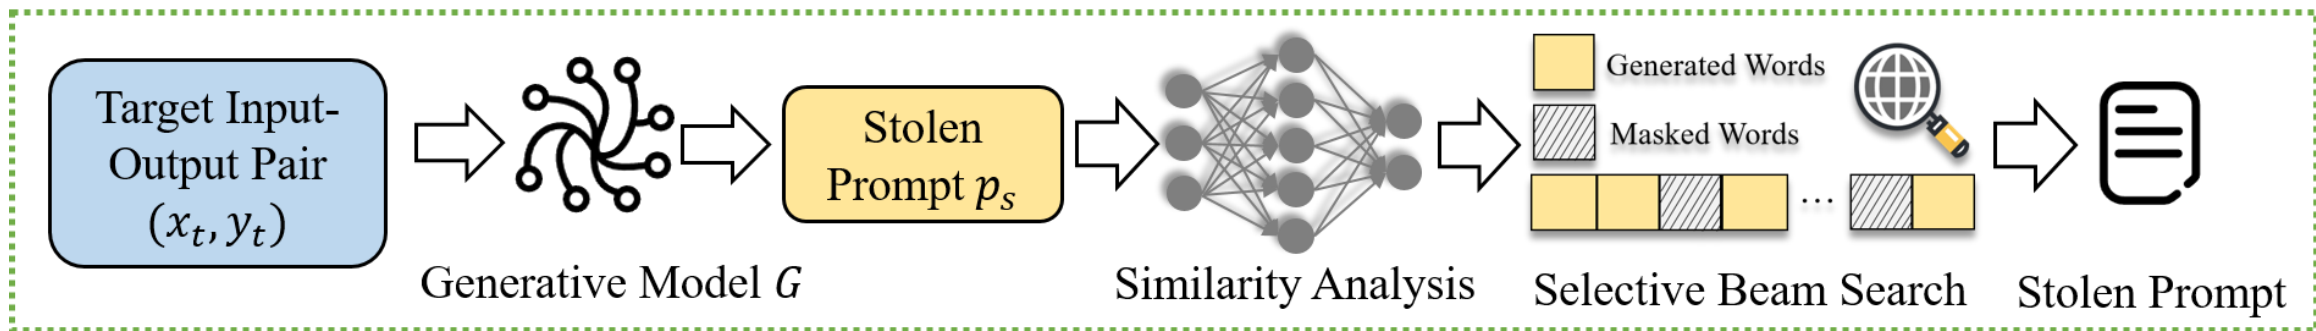 Target Input-
Output Pair
(x_t, y_t)
Generative Model G
Stolen
Prompt p_s
Similarity Analysis
Generated Words
Masked Words
...
Selective Beam Search
Stolen Prompt